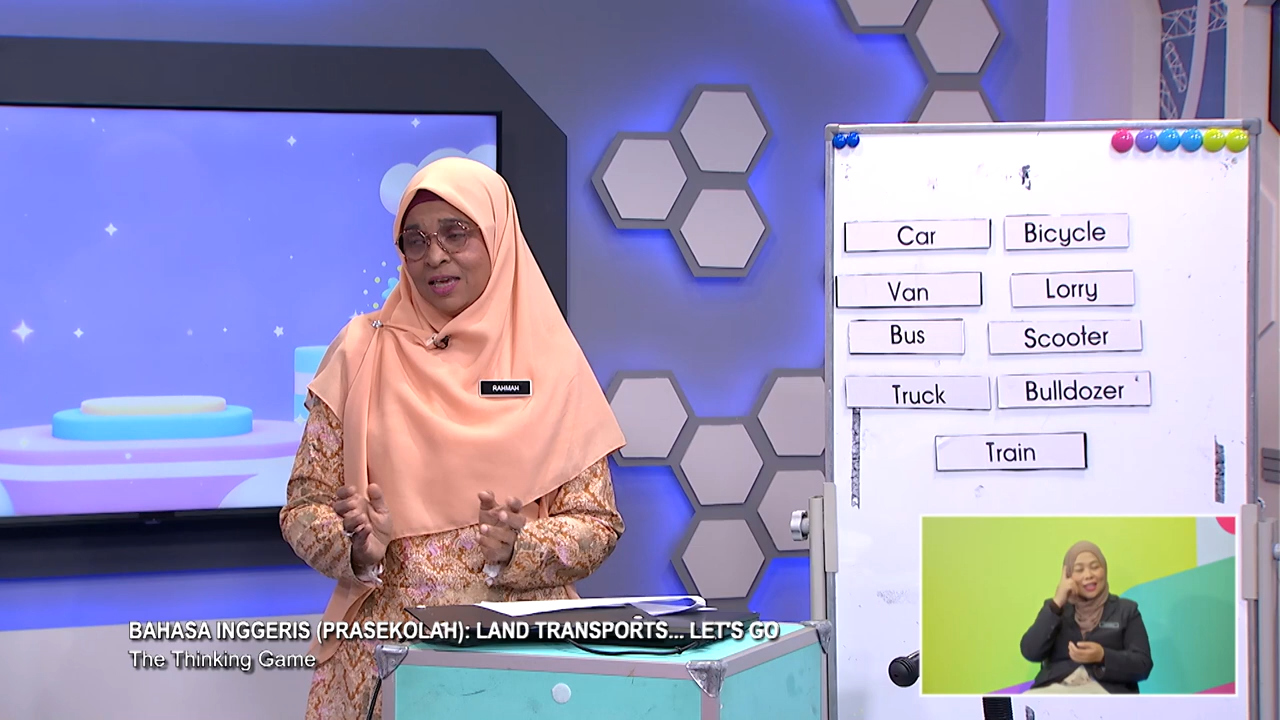 Car
Bicycle
Van
Lorry
Bus
Scooter
Truck
Bulldozer
Train
RAHMAH
BAHASA INGGERIS (PRASEKOLAH): LAND TRANSPORTS... LET'S GO
The Thinking Game